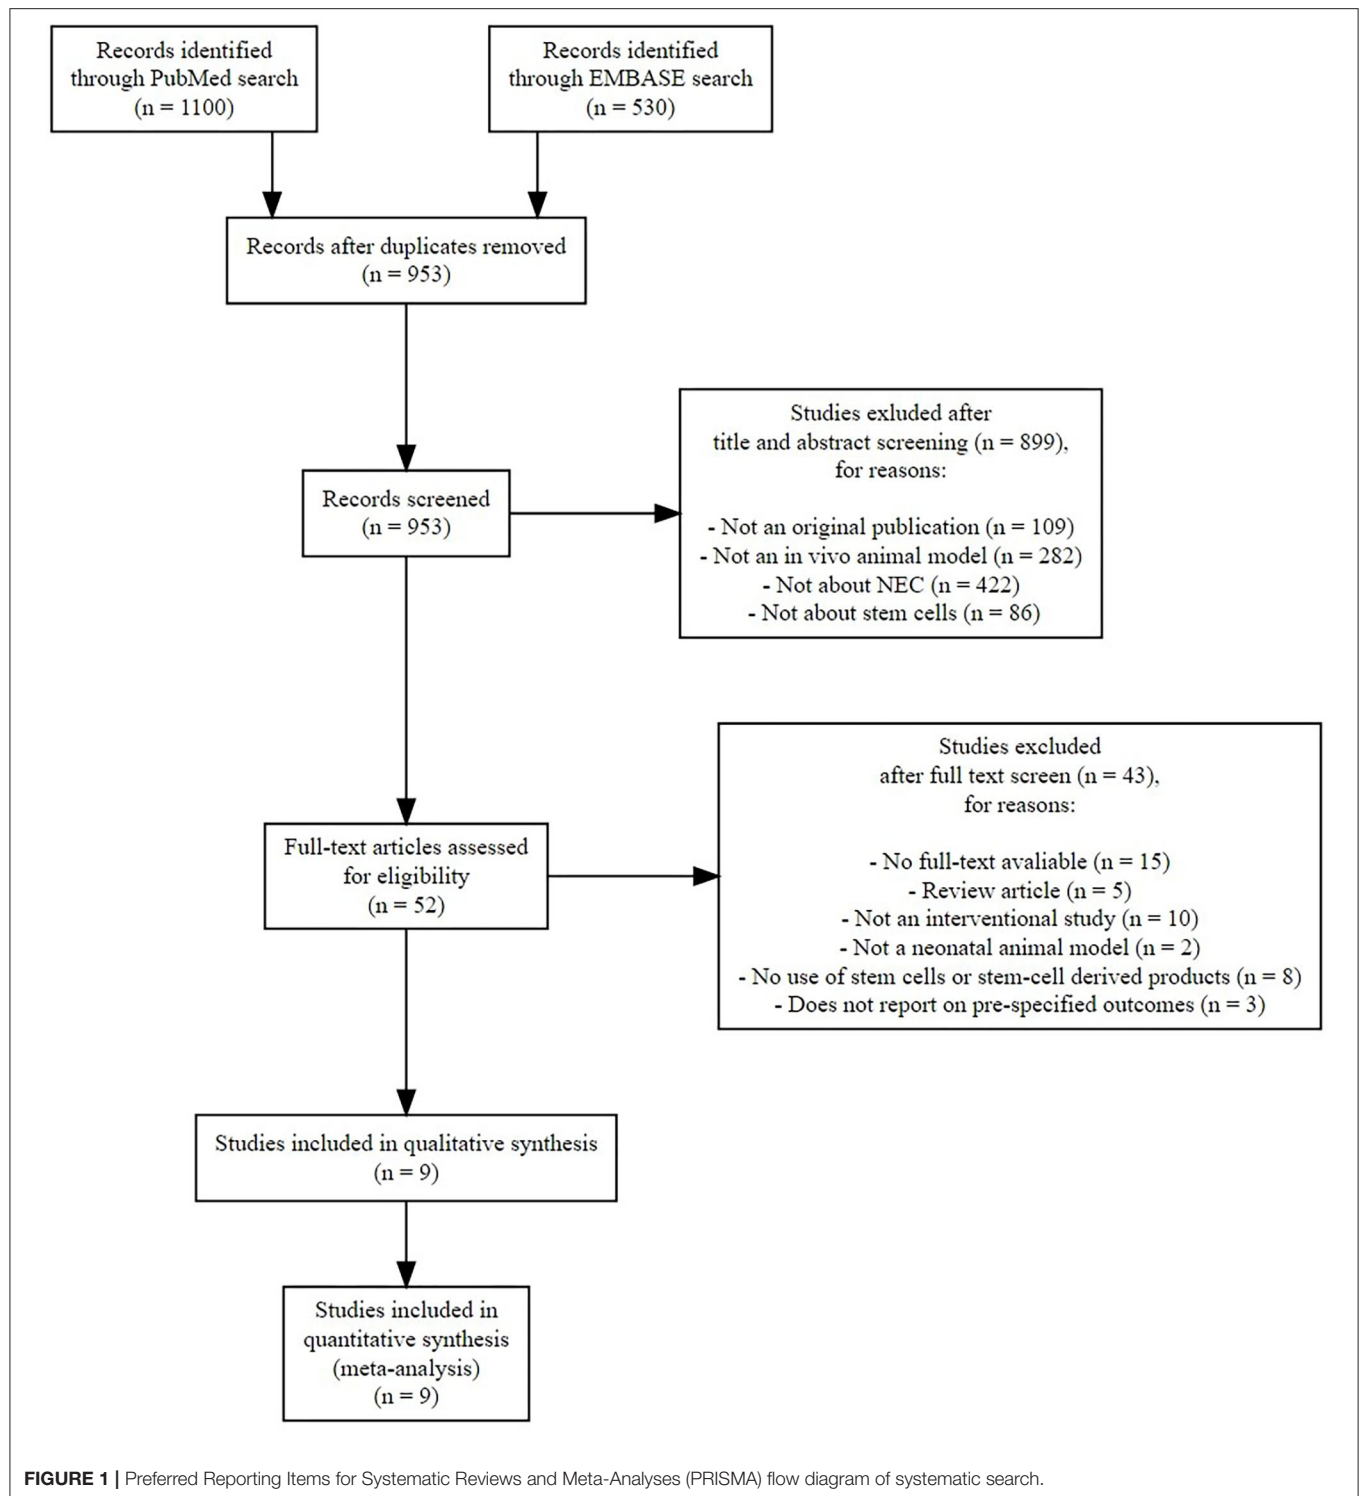 Records identified
through PubMed search
(n = 1100)
Records identified
through EMBASE search
(n = 530)
Records after duplicates removed
(n = 953)
Studies exluded after
title and abstract screening (n = 899),
for reasons:
- Not an original publication (n = 109)
- Not an in vivo animal model (n = 282)
- Not about NEC (n = 422)
- Not about stem cells (n = 86)
Records screened
(n = 953)
Studies excluded
after full text screen (n = 43),
for reasons:
- No full-text avaliable (n = 15)
- Review article (n = 5)
- Not an interventional study (n = 10)
- Not a neonatal animal model (n = 2)
- No use of stem cells or stem-cell derived products (n = 8)
- Does not report on pre-specified outcomes (n = 3)
Full-text articles assessed
for eligibility
(n = 52)
Studies included in qualitative synthesis
(n = 9)
Studies included in
quantitative synthesis
(meta-analysis)
(n = 9)
FIGURE 1 | Preferred Reporting Items for Systematic Reviews and Meta-Analyses (PRISMA) flow diagram of systematic search.